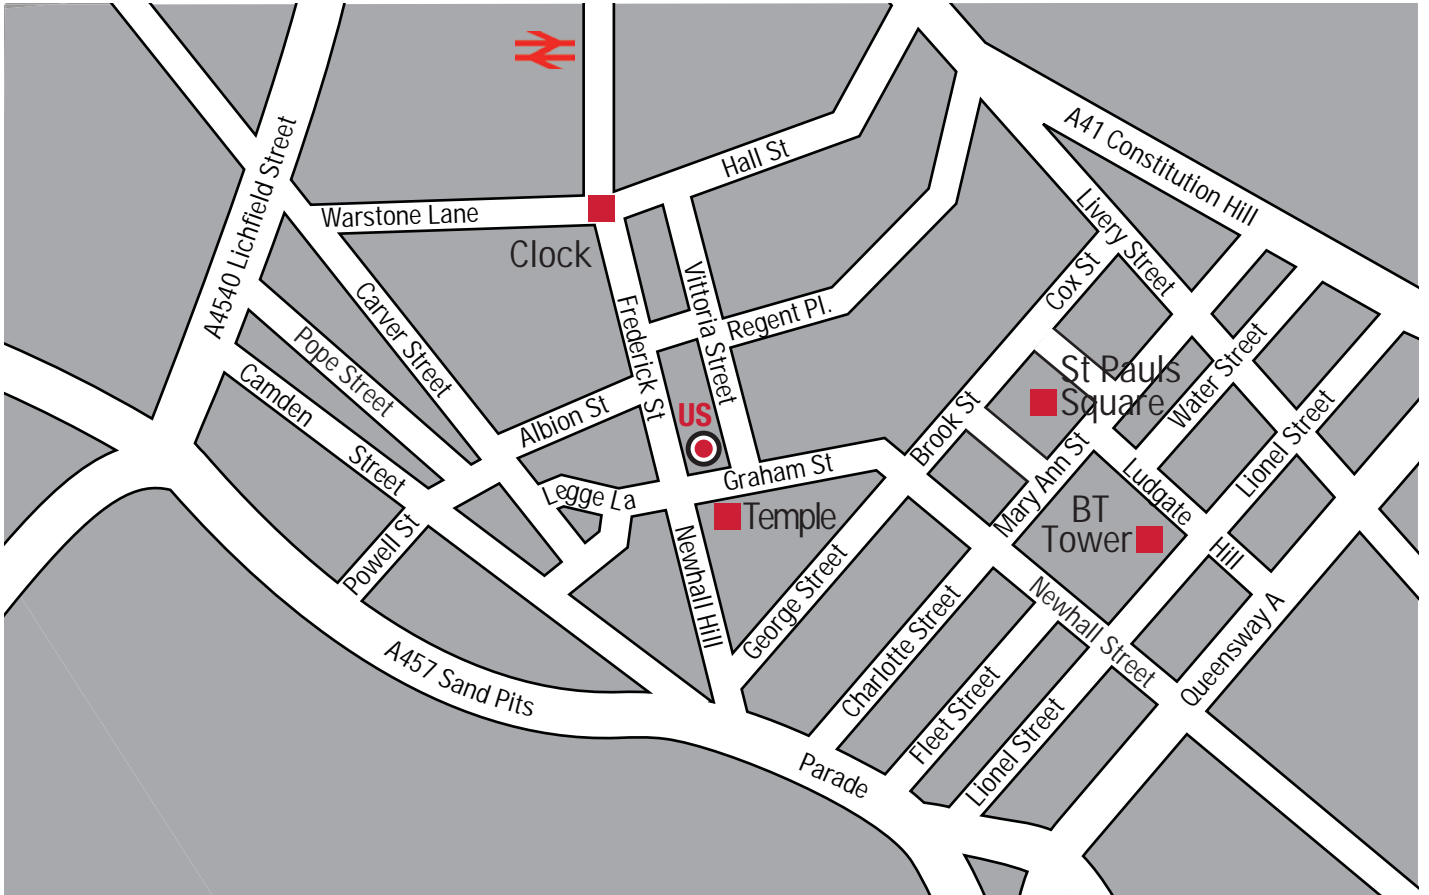 A41 Constitution Hill
Hall St
A4540 Lichfield Street
Warstone Lane
Clock
Livery Street
Cox St
Vittoria Street
Carver Street
Frederick St
Regent Pl.
Pope Street
Water Street
St Pauls
Square
Camden
Street
US
Albion St
Brook St
Lionel Street
Mary Ann St
Graham St
Legge La
Ludgate
Hill
BT
Tower
Temple
Powell St
Newhall Hill
George Street
Charlotte Street
Newhall Street
Queensway A
A457 Sand Pits
Fleet Street
Lionel Street
Parade